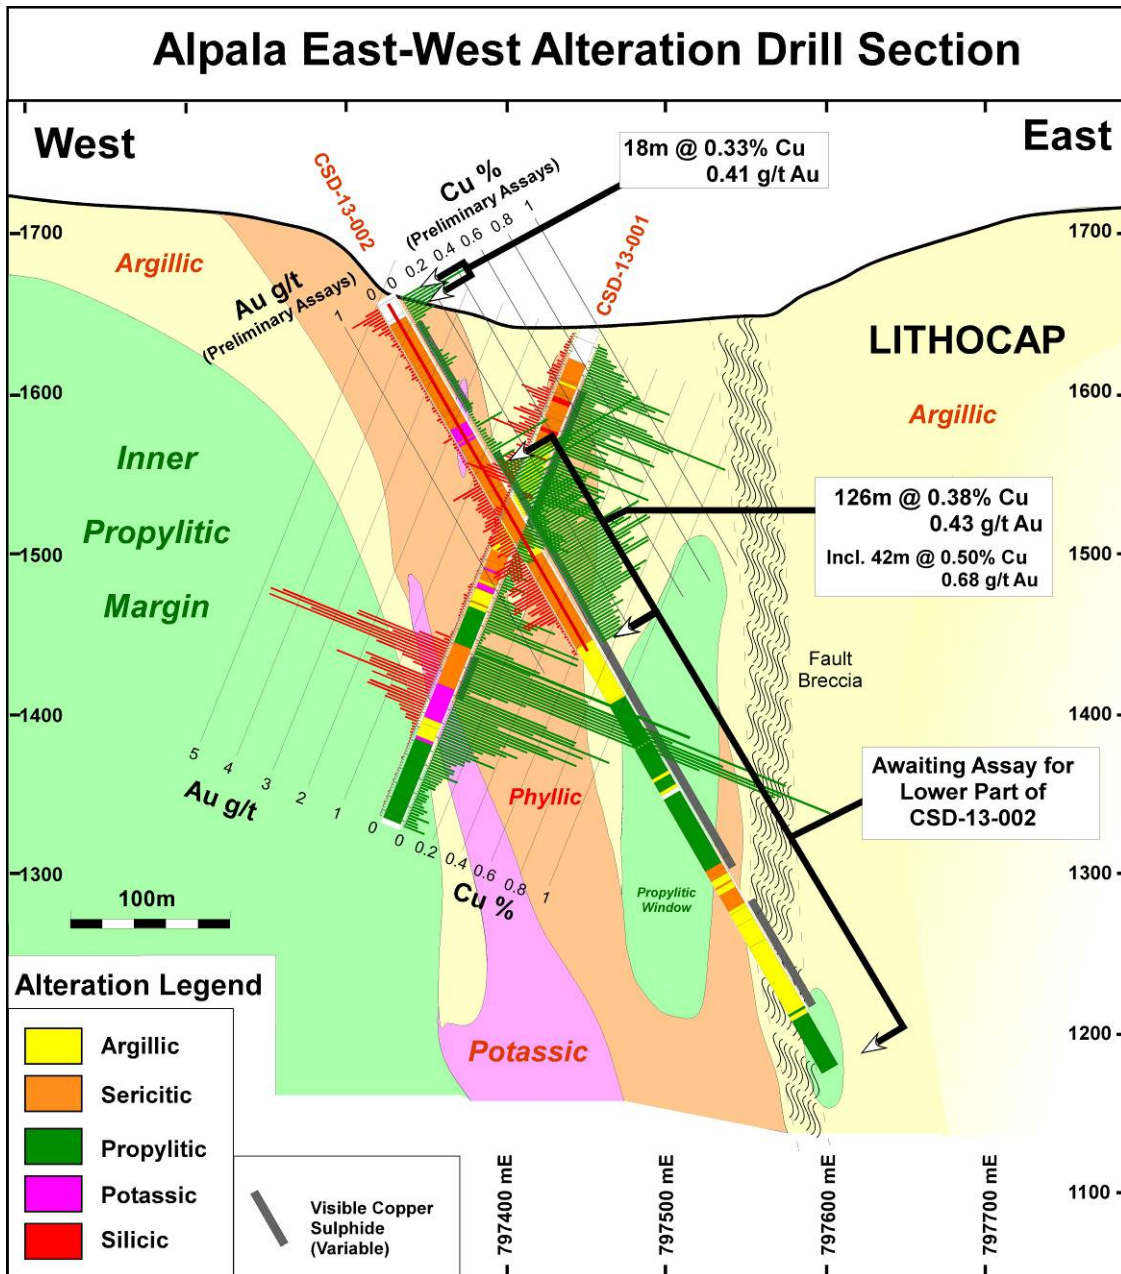 Alpala East-West Alteration Drill Section
West
East
18m @ 0.33% Cu
0.41 g/t Au
CSD-13-002
Cu %
(Preliminary Assays)
0 0.2 0.4 0.6 0.8 1
CSD-13-001
1700
1700
Argillic
Au g/t
(Preliminary Assays)
1 0
LITHOCAP
Argillic
1600
1600
Inner
Propylitic
Margin
126m @ 0.38% Cu
0.43 g/t Au
Incl. 42m @ 0.50% Cu
0.68 g/t Au
1500
1500
Fault
Breccia
1400
1400
5 4 3 2 1 0
Au g/t
0 0.2 0.4 0.6 0.8 1
Cu %
Phyllic
Awaiting Assay for
Lower Part of
CSD-13-002
1300
1300
Propylitic
Window
100m
Alteration Legend
Argillic
Sericitic
Propylitic
Potassic
Silicic
Potassic
1200
1100
Visible Copper
Sulphide
(Variable)
797400 mE
797500 mE
797600 mE
797700 mE